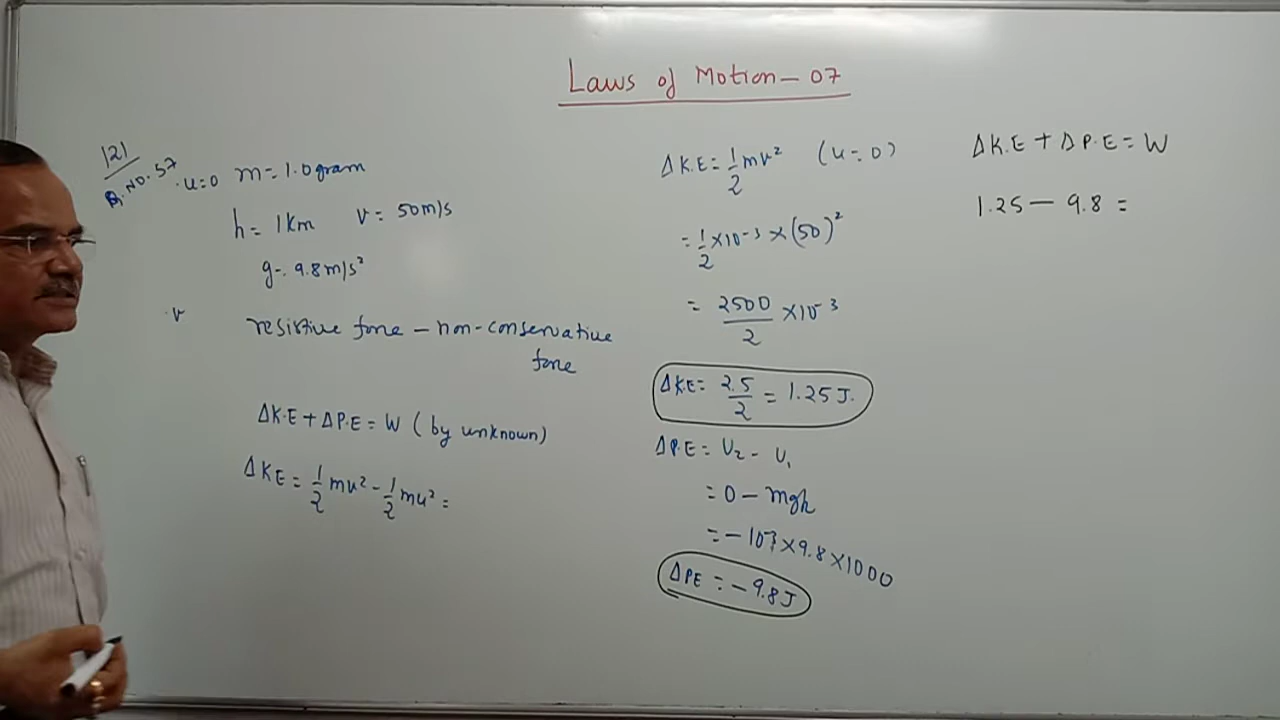 Laws of Motion - 07
121
Q. NO. 57
u=0 m = 1.0 gram
h = 1 km v = 50 m/s
g = 9.8 m/s²
v
resistive force - non-conservative
force
ΔK.E + ΔP.E = W (by unknown)
ΔKE = 1/2 mv² - 1/2 mu² =
ΔK.E = 1/2 mv² (u=0)
= 1/2 × 10⁻³ × (50)²
= 2500/2 × 10⁻³
ΔKE = 2.5/2 = 1.25 J.
ΔP.E = U₂ - U₁
= 0 - mgh
= - 10⁻³ × 9.8 × 1000
ΔPE = - 9.8 J
ΔK.E + ΔP.E = W
1.25 - 9.8 =